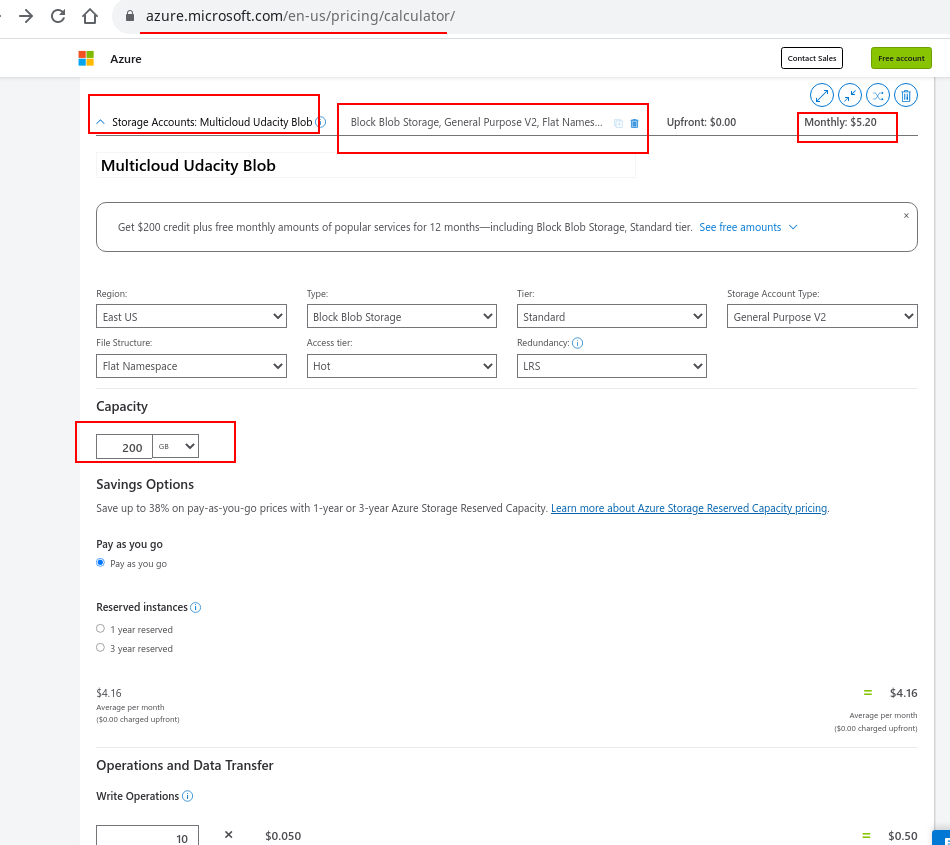 azure.microsoft.com/en-us/pricing/calculator/
Azure
Contact Sales
Free account
Storage Accounts: Multicloud Udacity Blob
Block Blob Storage, General Purpose V2, Flat Names...
Upfront: $0.00
Monthly: $5.20
Multicloud Udacity Blob
Get $200 credit plus free monthly amounts of popular services for 12 months—including Block Blob Storage, Standard tier. See free amounts
×
Region:
Type:
Tier:
Storage Account Type:
East US
Block Blob Storage
Standard
General Purpose V2
File Structure:
Access tier:
Redundancy:
Flat Namespace
Hot
LRS
Capacity
200 GB
Savings Options
Save up to 38% on pay-as-you-go prices with 1-year or 3-year Azure Storage Reserved Capacity. Learn more about Azure Storage Reserved Capacity pricing.
Pay as you go
Pay as you go
Reserved instances
1 year reserved
3 year reserved
$4.16
Average per month
($0.00 charged upfront)
= $4.16
Average per month
($0.00 charged upfront)
Operations and Data Transfer
Write Operations
10 × $0.050 = $0.50